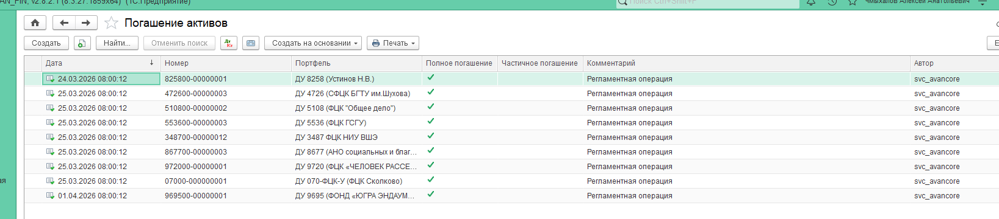 AN_FIN, v2.8.2.1 (8.3.27.1859x64) (1С:Предприятие)
Поиск Ctrl+Shift+F
Чмыхалов Алексей Анатольевич
Погашение активов
Создать Найти... Отменить поиск Дт Кт Создать на основании Печать Е
Дата ↓ Номер Портфель Полное погашение Частичное погашение Комментарий Автор
24.03.2026 08:00:12 825800-00000001 ДУ 8258 (Устинов Н.В.) Регламентная операция svc_avancore
25.03.2026 08:00:12 472600-00000003 ДУ 4726 (СФЦК БГТУ им.Шухова) Регламентная операция svc_avancore
25.03.2026 08:00:12 510800-00000002 ДУ 5108 (ФЦК "Общее дело") Регламентная операция svc_avancore
25.03.2026 08:00:12 553600-00000003 ДУ 5536 (ФЦК ГСГУ) Регламентная операция svc_avancore
25.03.2026 08:00:12 348700-00000012 ДУ 3487 ФЦК НИУ ВШЭ Регламентная операция svc_avancore
25.03.2026 08:00:12 867700-00000003 ДУ 8677 (АНО социальных и благ... Регламентная операция svc_avancore
25.03.2026 08:00:12 972000-00000001 ДУ 9720 (ФЦК «ЧЕЛОВЕК РАССЕ... Регламентная операция svc_avancore
ая
25.03.2026 08:00:12 07000-000000001 ДУ 070-ФЦК-У (ФЦК Сколково) Регламентная операция svc_avancore
01.04.2026 08:00:12 969500-00000001 ДУ 9695 (ФОНД «ЮГРА ЭНДАУМ... Регламентная операция svc_avancore